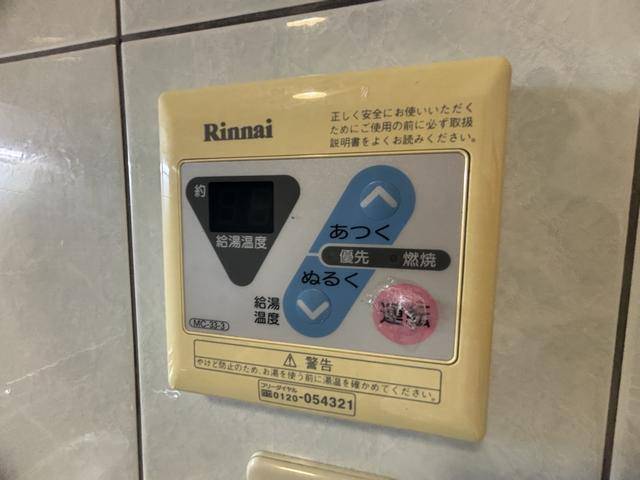 Rinnai
正しく安全にお使いいただく
ためにご使用の前に必ず取扱
説明書をよくお読みください。
約
給湯温度
あつく
優先 燃焼
ぬるく
給湯
温度
運転
MC-33-3
⚠ 警告
やけど防止のため、お湯を使う前に湯温を確かめてください。
フリーダイヤル
0120-054321